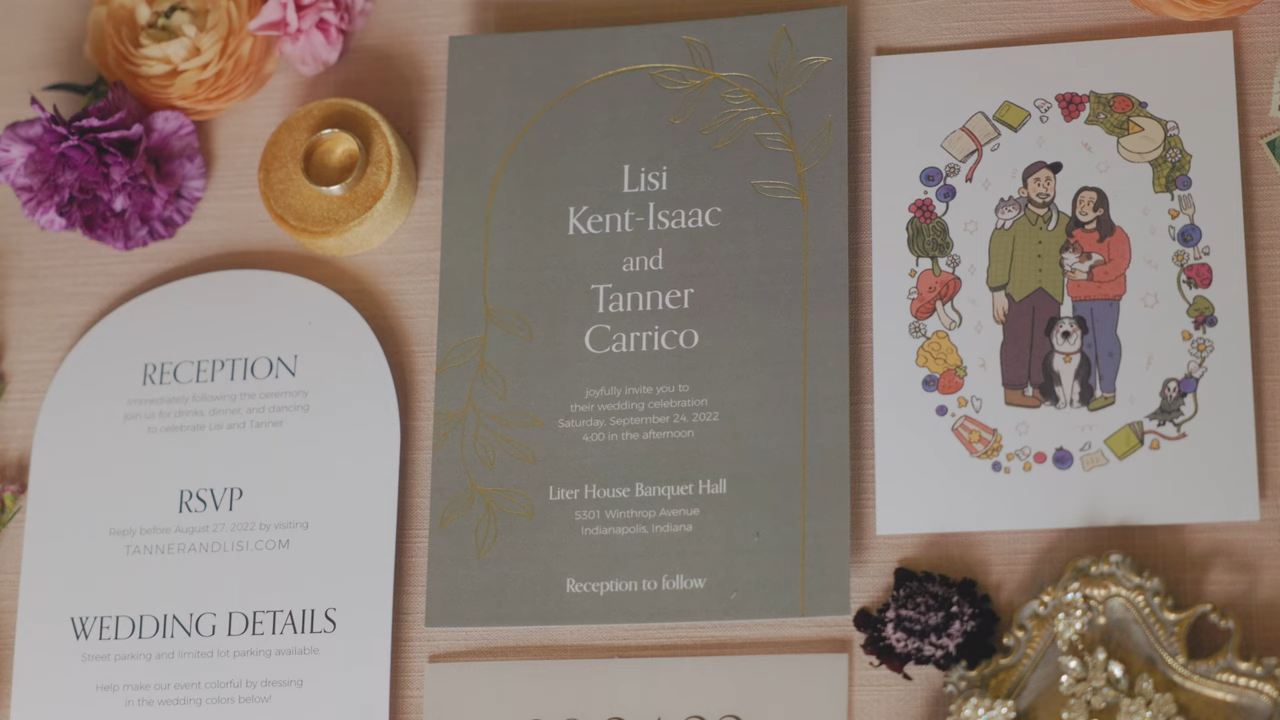 RECEPTION
immediately following the ceremony
join us for drinks, dinner, and dancing
to celebrate Lisi and Tanner
RSVP
Reply before August 27, 2022 by visiting
TANNERANDLISI.COM
WEDDING DETAILS
Street parking and limited lot parking available.
Help make our event colorful by dressing
in the wedding colors below!
Lisi
Kent-Isaac
and
Tanner
Carrico
joyfully invite you to
their wedding celebration
Saturday, September 24, 2022
4:00 in the afternoon
Liter House Banquet Hall
5301 Winthrop Avenue
Indianapolis, Indiana
Reception to follow